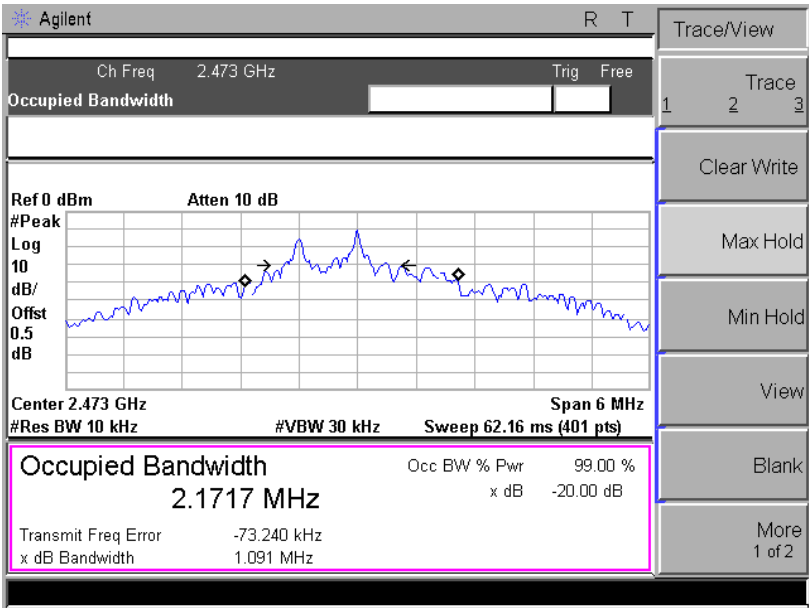 Agilent R T
Trace/View
Ch Freq 2.473 GHz Trig Free
Occupied Bandwidth
Trace
1 2 3
Clear Write
Max Hold
Min Hold
View
Blank
More
1 of 2
Ref 0 dBm Atten 10 dB
#Peak
Log
10
dB/
Offst
0.5
dB
Center 2.473 GHz Span 6 MHz
#Res BW 10 kHz #VBW 30 kHz Sweep 62.16 ms (401 pts)
Occupied Bandwidth Occ BW % Pwr 99.00 %
2.1717 MHz x dB -20.00 dB
Transmit Freq Error -73.240 kHz
x dB Bandwidth 1.091 MHz